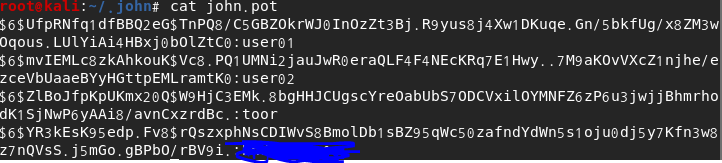 root@kali:~/.john# cat john.pot
$6$UfpRNfq1dfBBQ2eG$TnPQ8/C5GBZOkrWJ0InOzZt3Bj.R9yus8j4Xw1DKuqe.Gn/5bkfUg/x8ZM3w
Oqous.LUlYiAi4HBxj0bOlZtC0:user01
$6$mvIEMLc8zkAhkouK$Vc8.PQ1UMNi2jauJwR0eraQLF4F4NEcKRq7E1Hwy..7M9aKOvVXcZ1njhe/e
zceVbUaaeBYyHGttpEMLramtK0:user02
$6$ZlBoJfpKpUKmx20Q$W9HjC3EMk.8bgHHJCUgscYreOabUbS7ODCVxilOYMNFZ6zP6u3jwjjBhmrho
dK1SjNwP6yAAi8/avnCxzrdBc.:toor
$6$YR3kEsK95edp.Fv8$rQszxphNsCDIWvS8BmolDb1sBZ95qWc50zafndYdWn5s1oju0dj5y7Kfn3w8
z7nQVsS.j5mGo.gBPbO/rBV9i.: